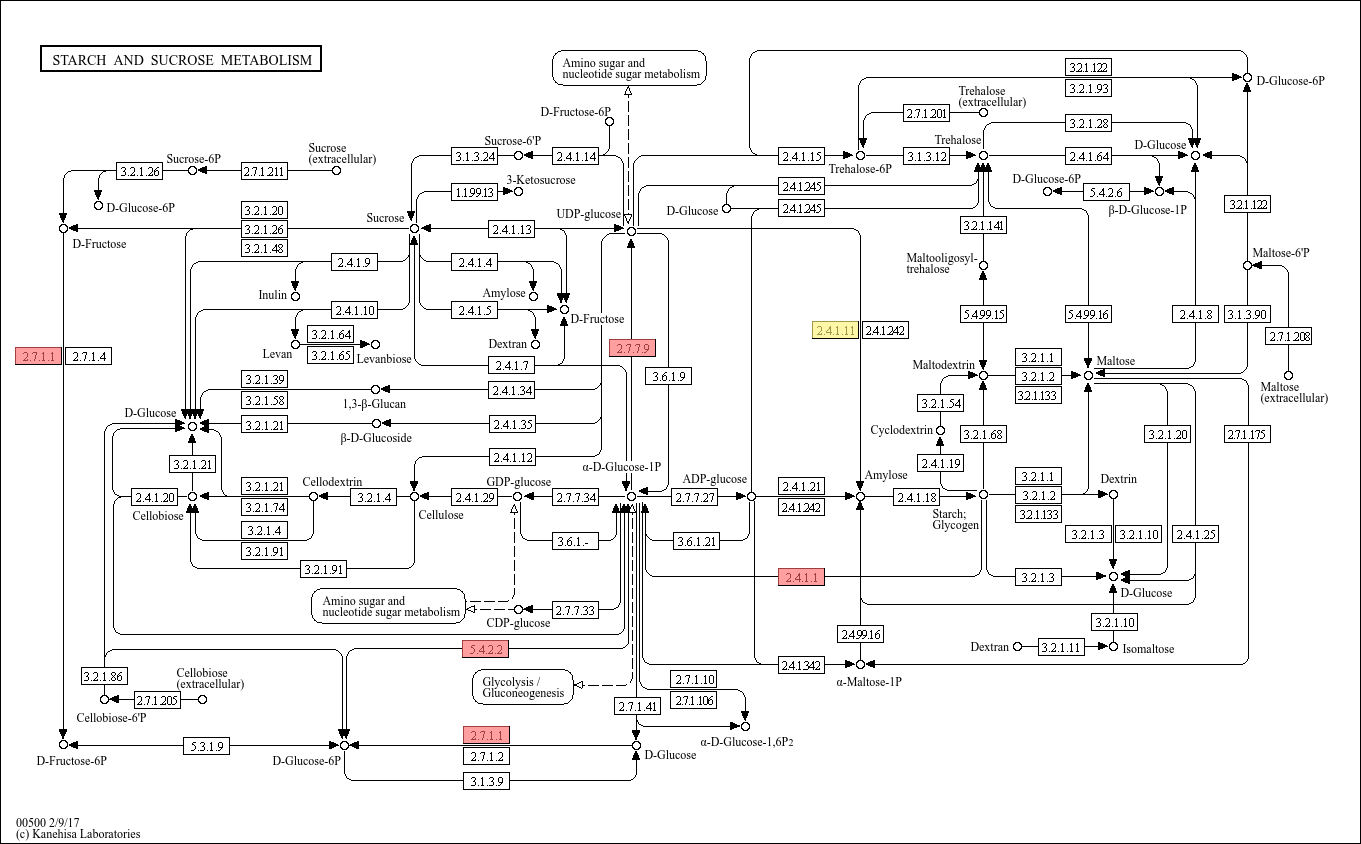 STARCH AND SUCROSE METABOLISM
Amino sugar and
nucleotide sugar metabolism
3.2.1.122
D-Glucose-6P
3.2.1.93
Trehalose
(extracellular)
D-Fructose-6P
2.7.1.201
3.2.1.28
Sucrose-6'P
Trehalose
D-Glucose
Sucrose
(extracellular)
Sucrose-6P
3.1.3.24
2.4.1.14
2.4.1.15
3.1.3.12
2.4.1.64
Trehalose-6P
3.2.1.26
2.7.1.211
3-Ketosucrose
1.1.99.13
2.4.1.245
D-Glucose-6P
5.4.2.6
D-Glucose-6P
3.2.1.20
Sucrose
UDP-glucose
D-Glucose
2.4.1.245
β-D-Glucose-1P
3.2.1.122
3.2.1.26
2.4.1.13
3.2.1.141
D-Fructose
3.2.1.48
2.4.1.9
2.4.1.4
Maltooligosyl-
trehalose
Maltose-6'P
Inulin
Amylose
2.4.1.10
2.4.1.5
D-Fructose
5.4.99.15
5.4.99.16
2.4.1.8
3.1.3.90
3.2.1.64
2.4.1.11
2.4.1.242
2.7.1.208
Levan
3.2.1.65
Levanbiose
Dextran
2.7.7.9
2.7.1.1
2.7.1.4
2.4.1.7
Maltodextrin
3.2.1.1
Maltose
3.2.1.39
3.6.1.9
3.2.1.2
3.2.1.58
1,3-β-Glucan
2.4.1.34
3.2.1.133
Maltose
(extracellular)
3.2.1.54
D-Glucose
3.2.1.21
β-D-Glucoside
2.4.1.35
Cyclodextrin
3.2.1.68
3.2.1.20
2.7.1.175
3.2.1.21
2.4.1.12
α-D-Glucose-1P
2.4.1.19
Cellodextrin
GDP-glucose
ADP-glucose
Amylose
3.2.1.1
Dextrin
3.2.1.21
2.4.1.21
2.4.1.20
3.2.1.4
2.4.1.29
2.7.7.34
2.7.7.27
2.4.1.18
3.2.1.2
3.2.1.74
2.4.1.242
Cellobiose
Cellulose
Starch;
Glycogen
3.2.1.133
3.2.1.4
3.6.1.-
3.6.1.21
3.2.1.3
3.2.1.10
2.4.1.25
3.2.1.91
3.2.1.91
2.4.1.1
3.2.1.3
D-Glucose
Amino sugar and
nucleotide sugar metabolism
2.7.7.33
CDP-glucose
3.2.1.10
2.4.99.16
5.4.2.2
Dextran
3.2.1.11
Isomaltose
2.4.1.342
3.2.1.86
Cellobiose
(extracellular)
Glycolysis /
Gluconeogenesis
2.7.1.10
α-Maltose-1P
2.7.1.205
2.7.1.41
2.7.1.106
Cellobiose-6'P
2.7.1.1
α-D-Glucose-1,6P2
5.3.1.9
D-Fructose-6P
D-Glucose-6P
2.7.1.2
D-Glucose
3.1.3.9
00500 2/9/17
(c) Kanehisa Laboratories